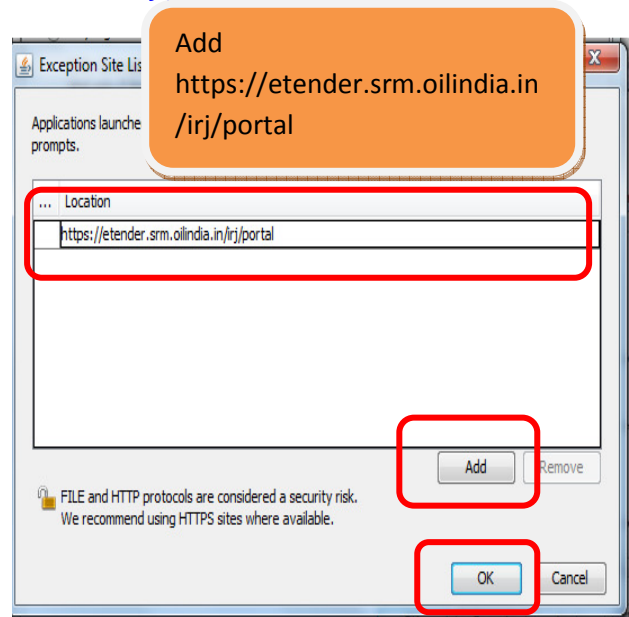 Add
https://etender.srm.oilindia.in
/irj/portal
Exception Site Lis
Applications launche
prompts.
... Location
https://etender.srm.oilindia.in/irj/portal
Add Remove
FILE and HTTP protocols are considered a security risk.
We recommend using HTTPS sites where available.
OK Cancel